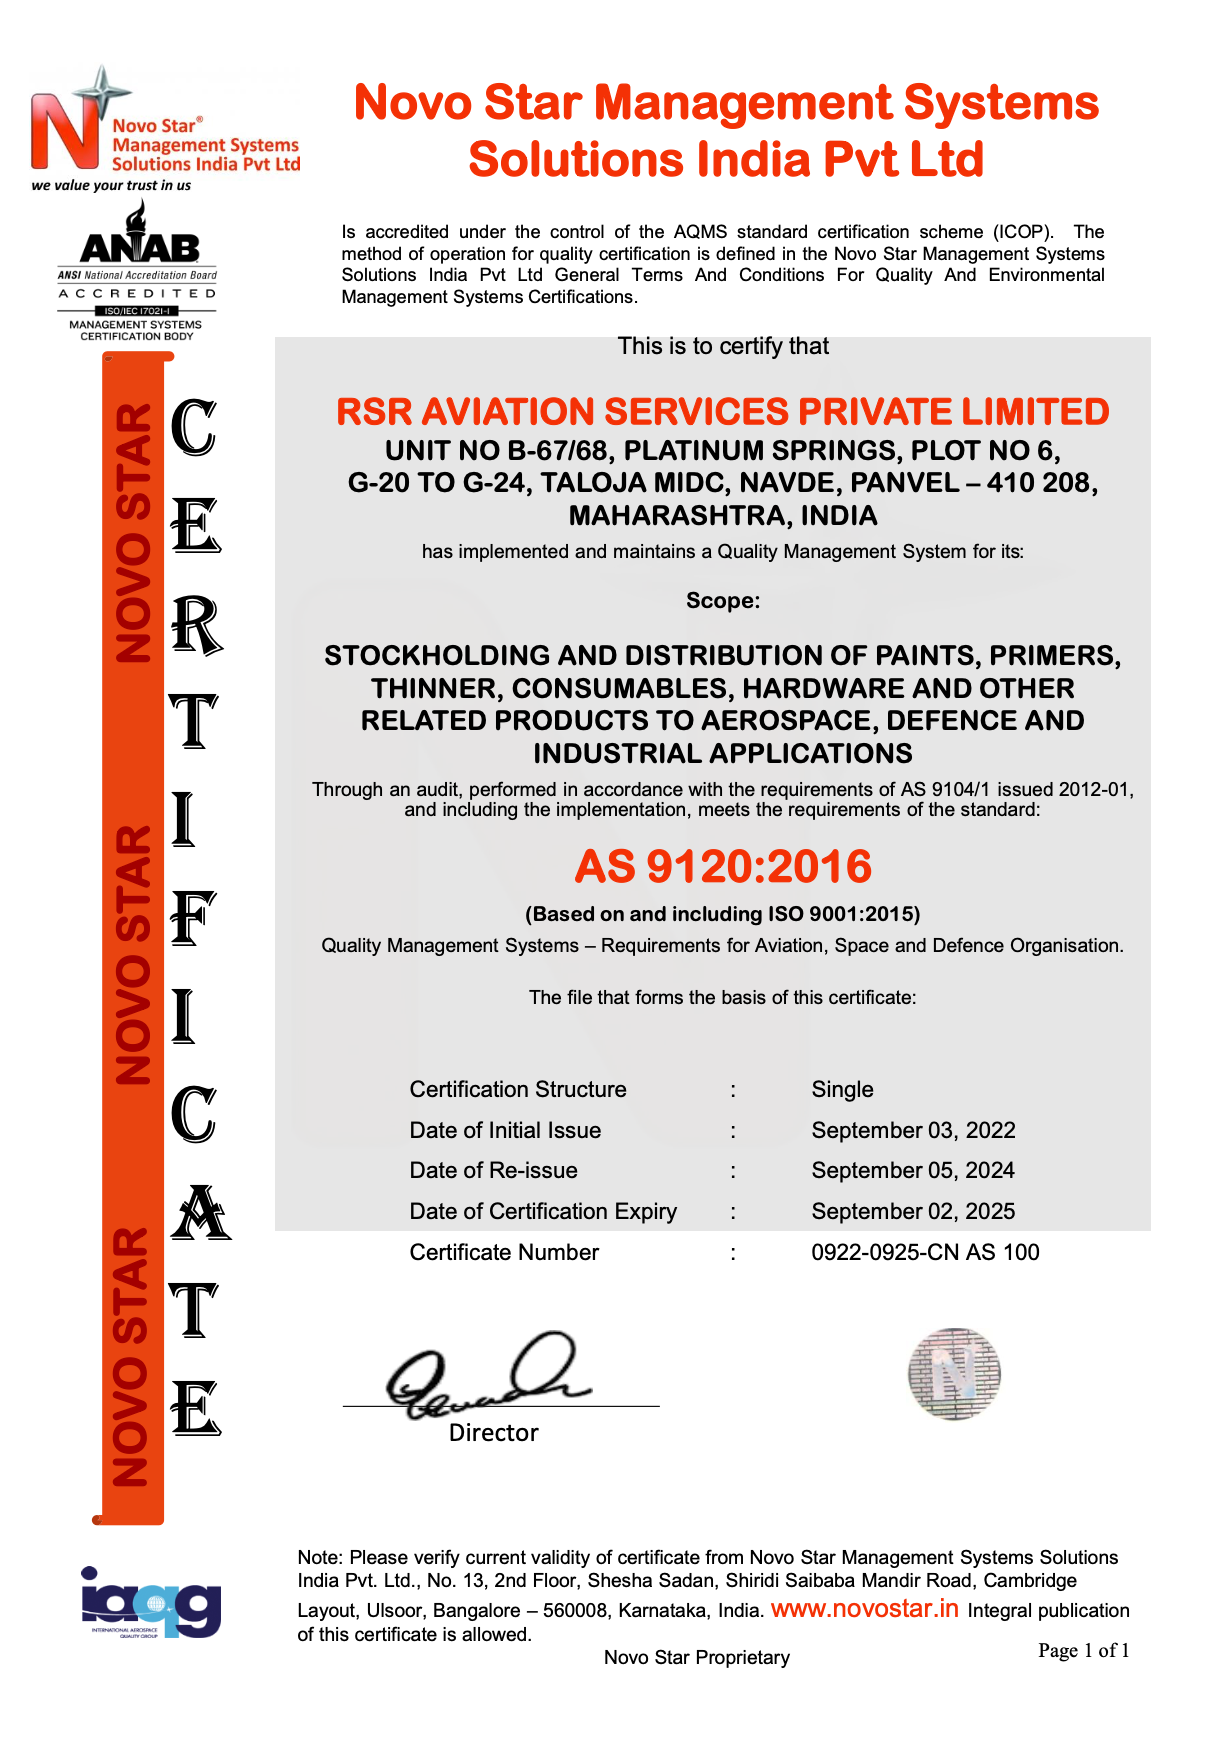 Novo Star®
Management Systems
Solutions India Pvt Ltd
we value your trust in us
ANAB
ANSI National Accreditation Board
ACCREDITED
ISO/IEC 17021-1
MANAGEMENT SYSTEMS
CERTIFICATION BODY
Novo Star Management Systems
Solutions India Pvt Ltd
Is accredited under the control of the AQMS standard certification scheme (ICOP). The
method of operation for quality certification is defined in the Novo Star Management Systems
Solutions India Pvt Ltd General Terms And Conditions For Quality And Environmental
Management Systems Certifications.
NOVO STAR
NOVO STAR
NOVO STAR
CERTIFICATE
This is to certify that
RSR AVIATION SERVICES PRIVATE LIMITED
UNIT NO B-67/68, PLATINUM SPRINGS, PLOT NO 6,
G-20 TO G-24, TALOJA MIDC, NAVDE, PANVEL – 410 208,
MAHARASHTRA, INDIA
has implemented and maintains a Quality Management System for its:
Scope:
STOCKHOLDING AND DISTRIBUTION OF PAINTS, PRIMERS,
THINNER, CONSUMABLES, HARDWARE AND OTHER
RELATED PRODUCTS TO AEROSPACE, DEFENCE AND
INDUSTRIAL APPLICATIONS
Through an audit, performed in accordance with the requirements of AS 9104/1 issued 2012-01,
and including the implementation, meets the requirements of the standard:
AS 9120:2016
(Based on and including ISO 9001:2015)
Quality Management Systems – Requirements for Aviation, Space and Defence Organisation.
The file that forms the basis of this certificate:
Certification Structure : Single
Date of Initial Issue : September 03, 2022
Date of Re-issue : September 05, 2024
Date of Certification Expiry : September 02, 2025
Certificate Number : 0922-0925-CN AS 100
Director
N
iaqg
INTERNATIONAL AEROSPACE
QUALITY GROUP
Note: Please verify current validity of certificate from Novo Star Management Systems Solutions
India Pvt. Ltd., No. 13, 2nd Floor, Shesha Sadan, Shiridi Saibaba Mandir Road, Cambridge
Layout, Ulsoor, Bangalore – 560008, Karnataka, India. www.novostar.in Integral publication
of this certificate is allowed.
Novo Star Proprietary
Page 1 of 1